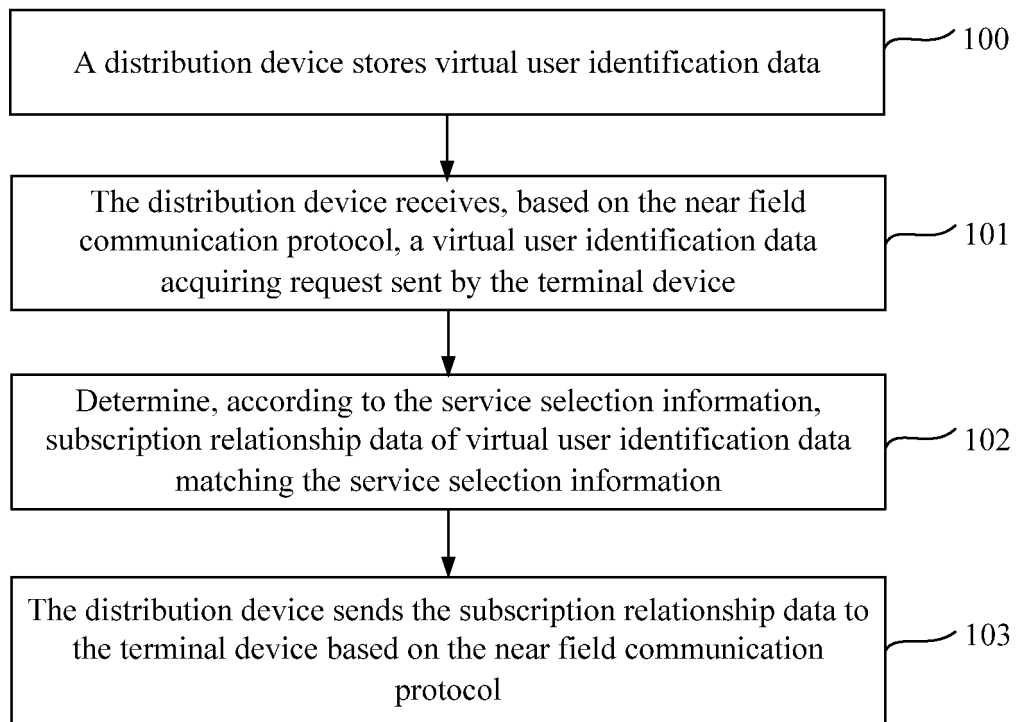 A distribution device stores virtual user identification data
100
The distribution device receives, based on the near field
communication protocol, a virtual user identification data
acquiring request sent by the terminal device
101
Determine, according to the service selection information,
subscription relationship data of virtual user identification data
matching the service selection information
102
The distribution device sends the subscription relationship data to
the terminal device based on the near field communication
protocol
103